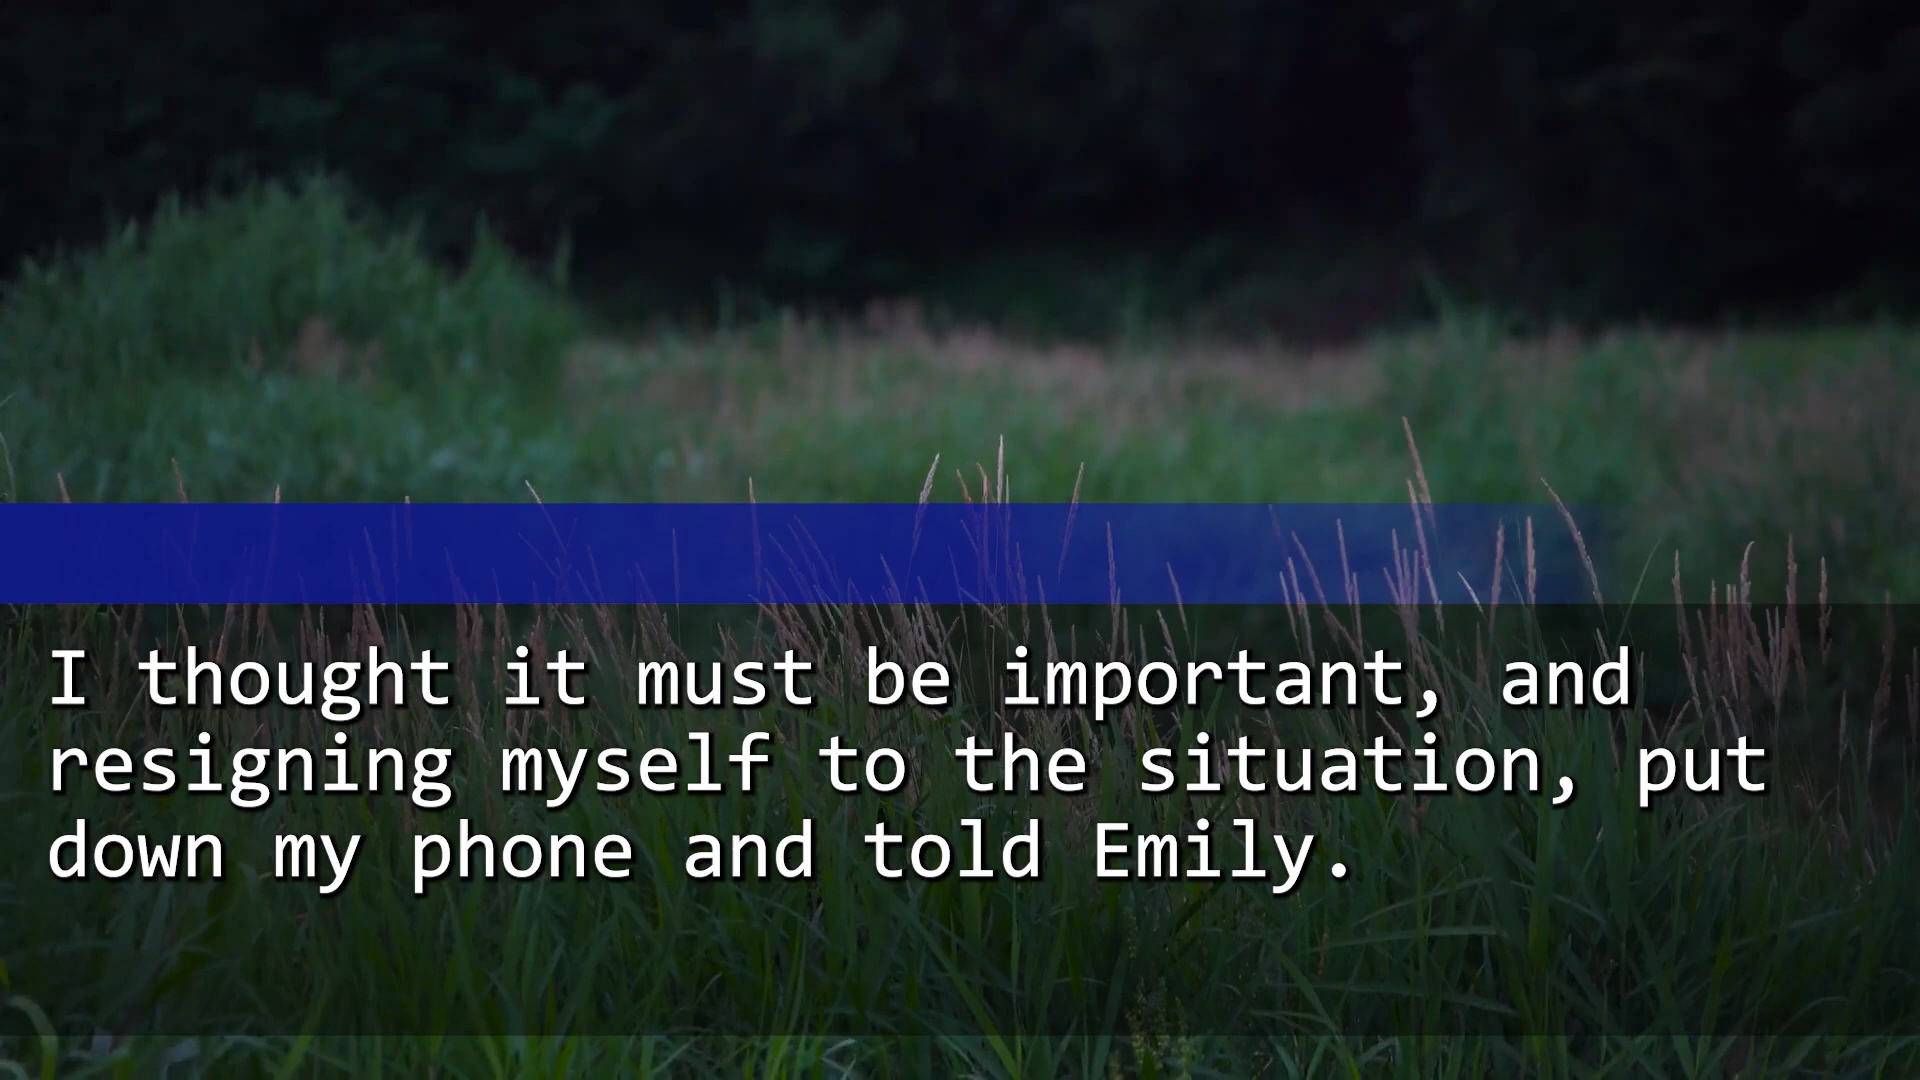 I thought it must be important, and
resigning myself to the situation, put
down my phone and told Emily.